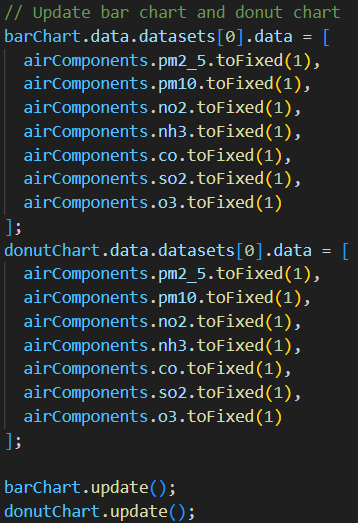 // Update bar chart and donut chart
barChart.data.datasets[0].data = [
  airComponents.pm2_5.toFixed(1),
  airComponents.pm10.toFixed(1),
  airComponents.no2.toFixed(1),
  airComponents.nh3.toFixed(1),
  airComponents.co.toFixed(1),
  airComponents.so2.toFixed(1),
  airComponents.o3.toFixed(1)
];
donutChart.data.datasets[0].data = [
  airComponents.pm2_5.toFixed(1),
  airComponents.pm10.toFixed(1),
  airComponents.no2.toFixed(1),
  airComponents.nh3.toFixed(1),
  airComponents.co.toFixed(1),
  airComponents.so2.toFixed(1),
  airComponents.o3.toFixed(1)
];

barChart.update();
donutChart.update();